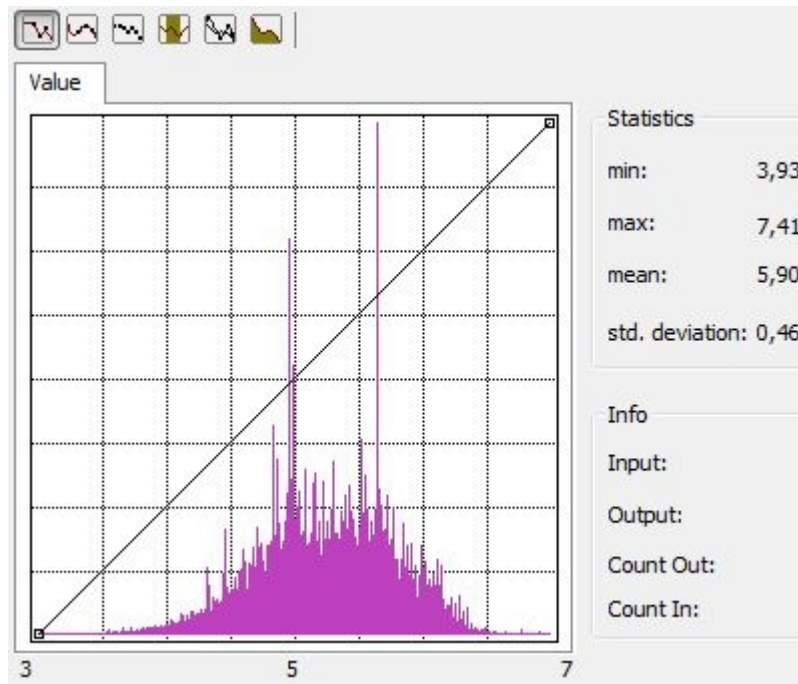 Value
Statistics
min: 3,93
max: 7,41
mean: 5,90
std. deviation: 0,46
Info
Input:
Output:
Count Out:
Count In:
3 5 7